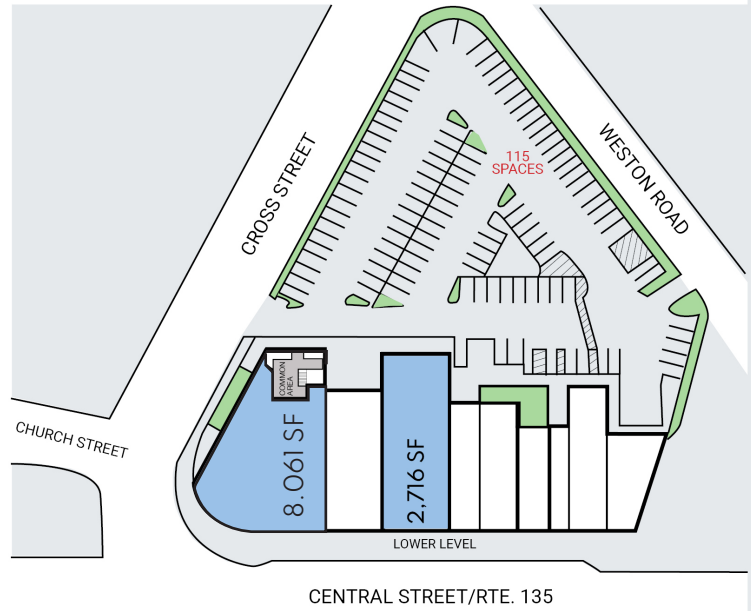 115
SPACES
CROSS STREET
WESTON ROAD
COMMON
AREA
CHURCH STREET
8.061 SF
2,716 SF
LOWER LEVEL
CENTRAL STREET/RTE. 135